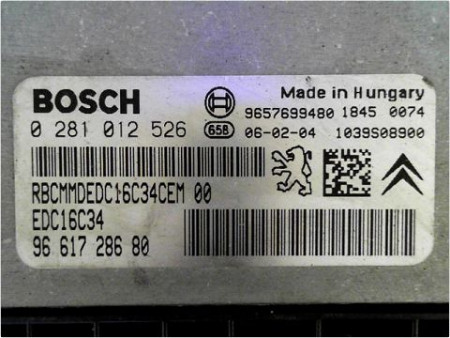 BOSCH
Made in Hungary
9657699480 1845 0074
0 281 012 526 658 06-02-04 1039S08900
RBCMMDEDC16C34CEM 00
EDC16C34
96 617 286 80